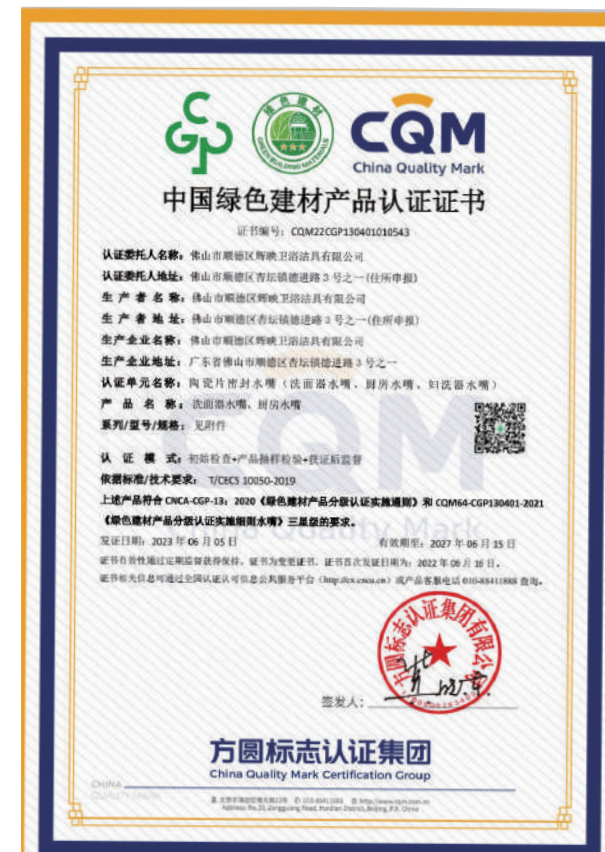 CGP
绿色建材
GREEN BUILDING MATERIALS
CQM
China Quality Mark
中国绿色建材产品认证证书
证书编号：CQM22CGP130401010543
认证委托人名称：佛山市顺德区辉映卫浴洁具有限公司
认证委托人地址：佛山市顺德区杏坛镇德进路3号之一(住所申报)
生产者名称：佛山市顺德区辉映卫浴洁具有限公司
生产者地址：佛山市顺德区杏坛镇德进路3号之一(住所申报)
生产企业名称：佛山市顺德区辉映卫浴洁具有限公司
生产企业地址：广东省佛山市顺德区杏坛镇德进路3号之一
认证单元名称：陶瓷片密封水嘴（洗面器水嘴、厨房水嘴、妇洗器水嘴）
产品名称：洗面器水嘴、厨房水嘴
系列/型号/规格：见附件
认证模式：初始检查+产品抽样检验+获证后监督
依据标准/技术要求：T/CECS 10050-2019
上述产品符合 CNCA-CGP-13：2020《绿色建材产品分级认证实施通则》和 CQM64-CGP130401-2021
《绿色建材产品分级认证实施细则水嘴》三星级的要求。
发证日期：2023年06月05日 有效期至：2027年06月15日
证书有效性通过定期监督获得保持。证书为变更证书，证书首次发证日期为：2022年06月16日。
证书相关信息可通过全国认证认可信息公共服务平台（http://cx.cnca.cn）或产品客服电话 010-88411888 查询。
方圆标志认证集团有限公司
签发人：
方圆标志认证集团
China Quality Mark Certification Group
CHINA
QUALITY MARK